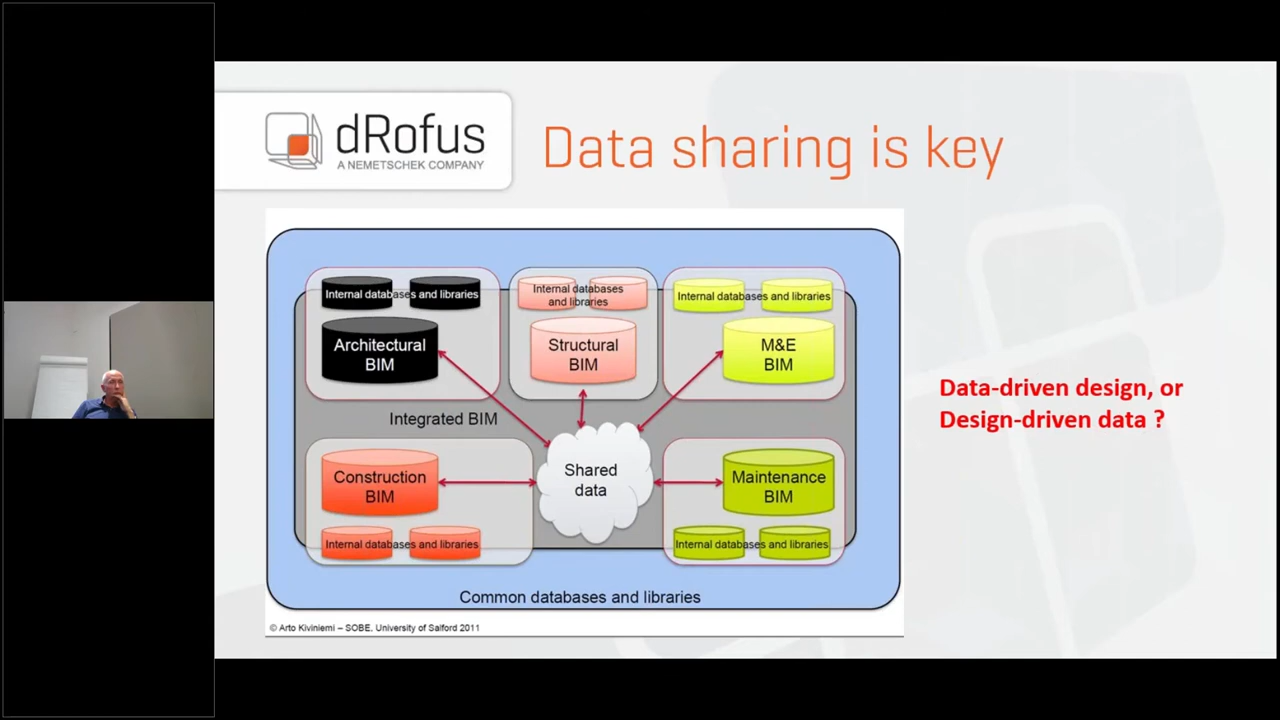 dRofus
A NEMETSCHEK COMPANY
Data sharing is key
Internal databases and libraries
Architectural
BIM
Internal databases
and libraries
Structural
BIM
Internal databases and libraries
M&E
BIM
Integrated BIM
Data-driven design, or
Design-driven data ?
Construction
BIM
Internal databases and libraries
Shared
data
Maintenance
BIM
Internal databases and libraries
Common databases and libraries
© Arto Kiviniemi – SOBE, University of Salford 2011